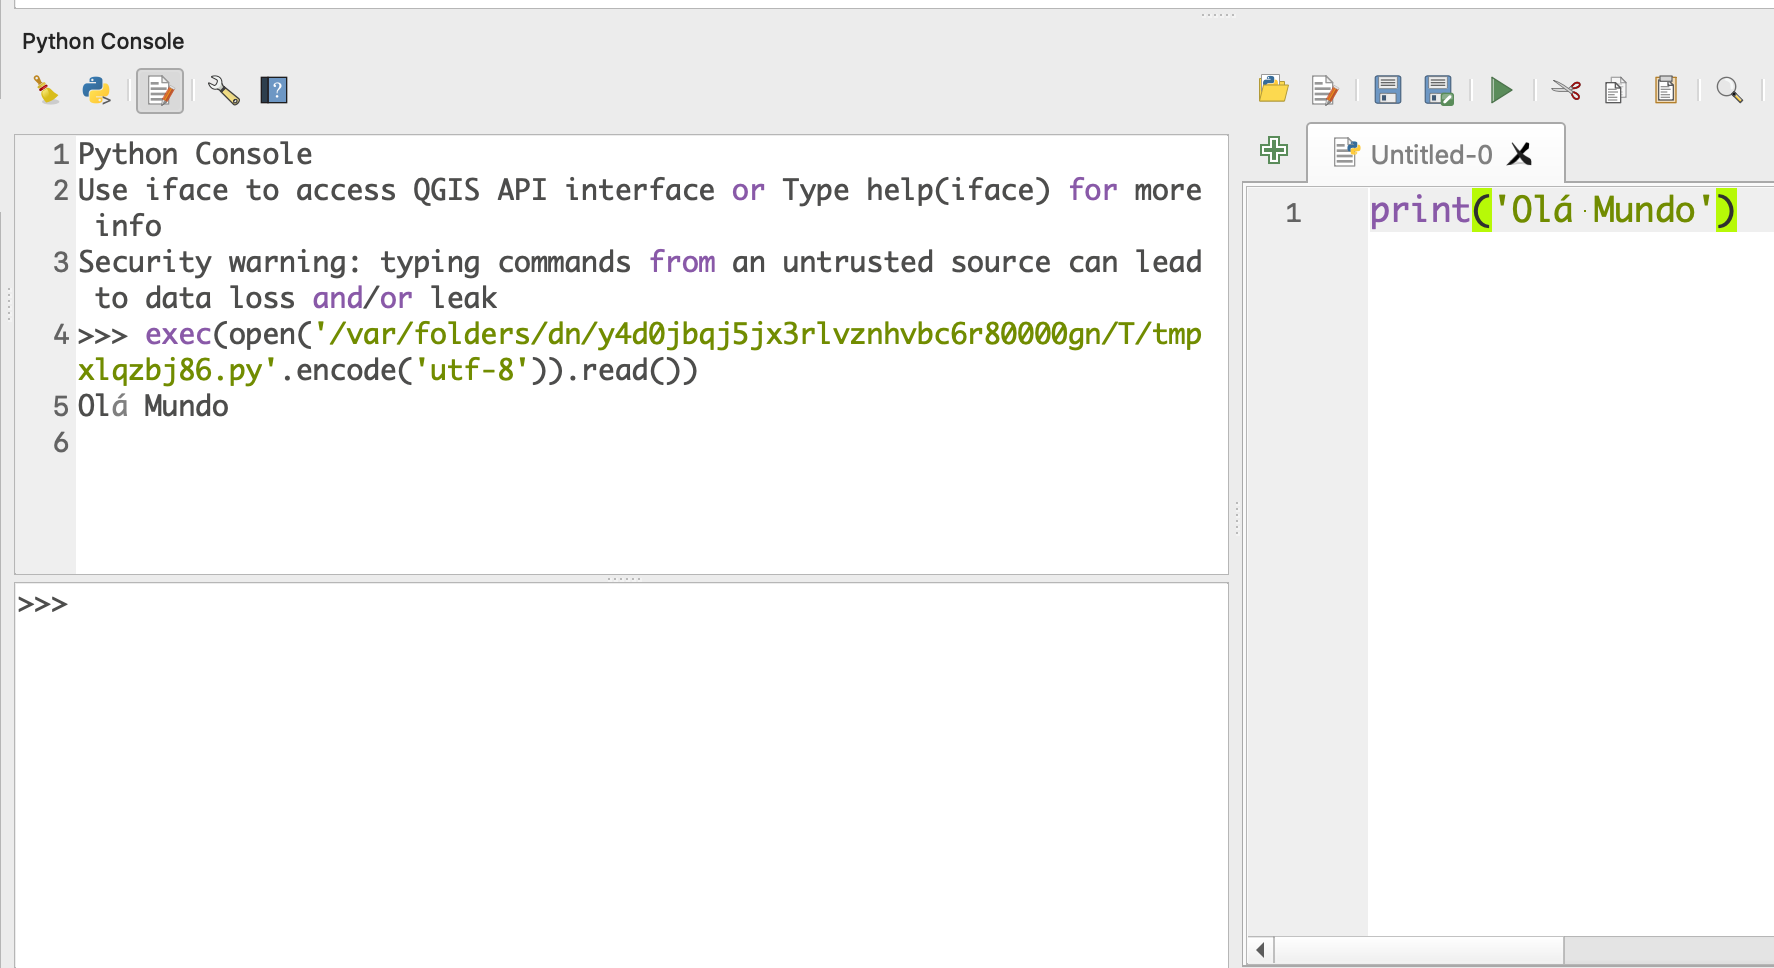 Python Console
1 Python Console
2 Use iface to access QGIS API interface or Type help(iface) for more
info
3 Security warning: typing commands from an untrusted source can lead
to data loss and/or leak
4 >>> exec(open('/var/folders/dn/y4d0jbqj5jx3rlvznhvbc6r80000gn/T/tmp
xlqzbj86.py'.encode('utf-8')).read())
5 Olá Mundo
6
>>>
Untitled-0
1 print('Olá·Mundo')